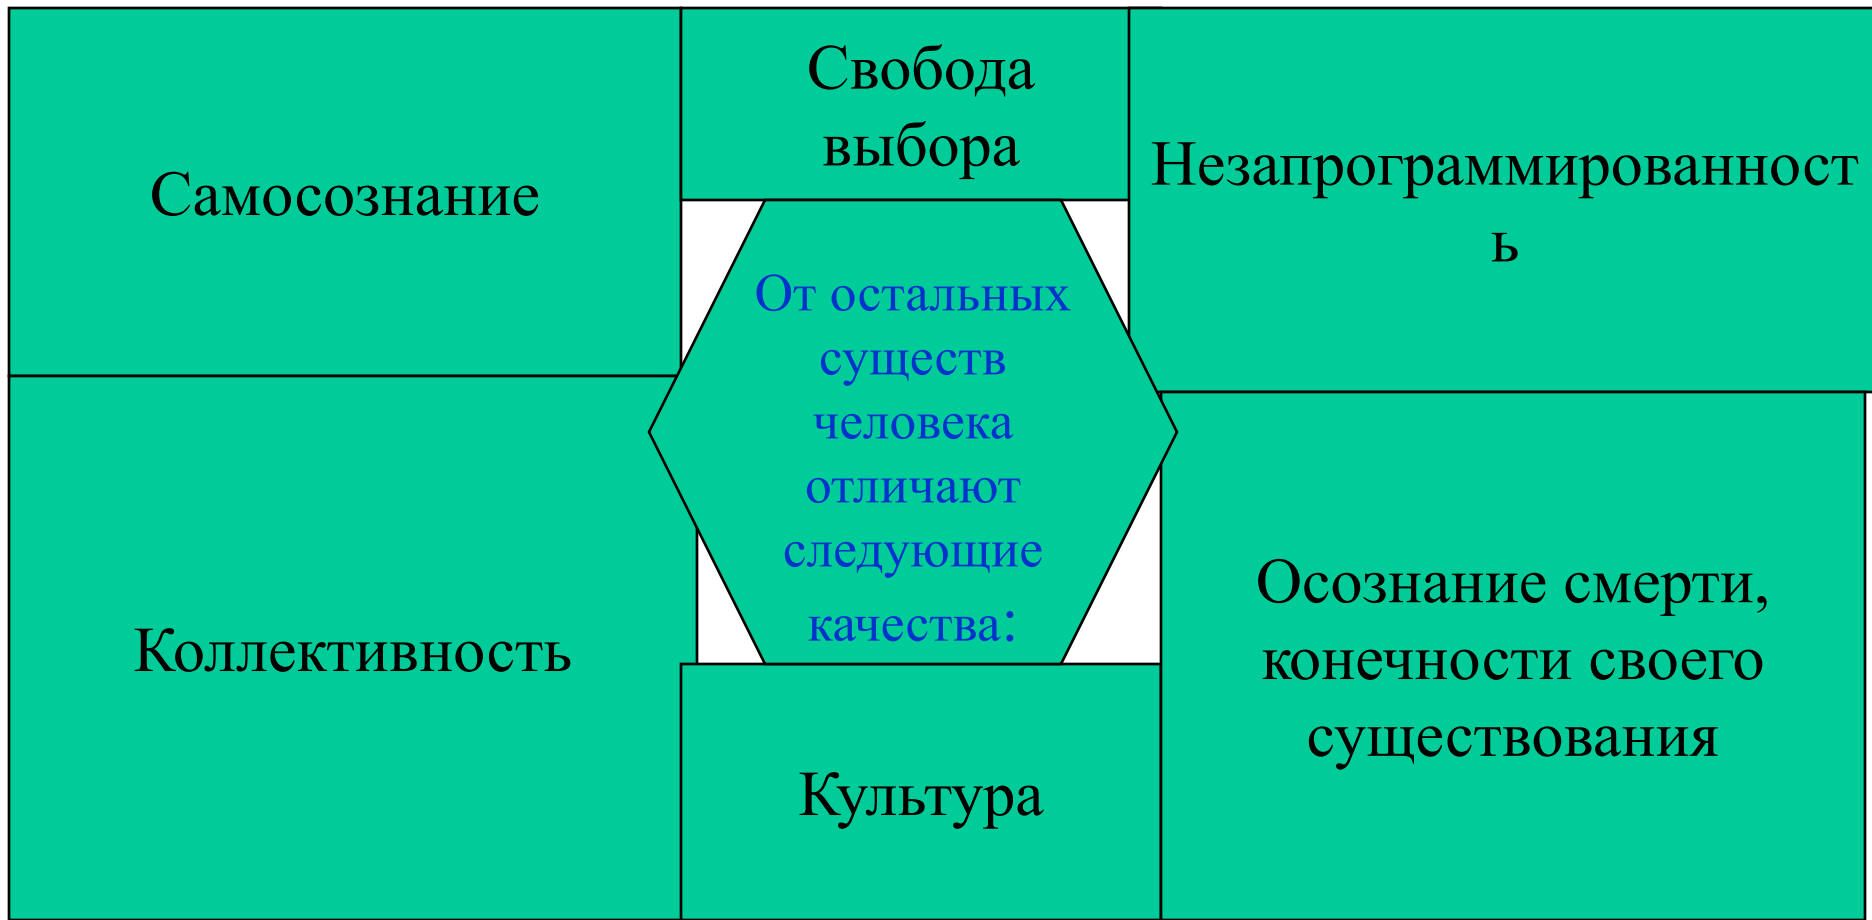 Самосознание
Свобода
выбора
Незапрограммированност
ь
От остальных
существ
человека
отличают
следующие
качества:
Коллективность
Культура
Осознание смерти,
конечности своего
существования